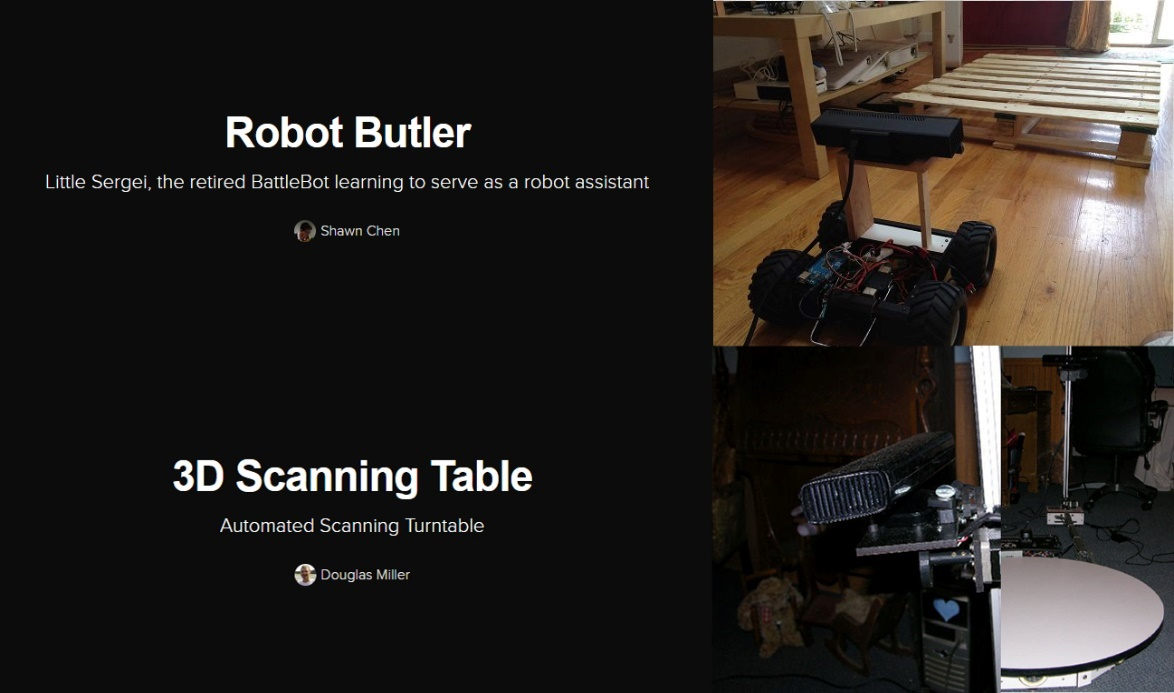 Robot Butler
Little Sergei, the retired BattleBot learning to serve as a robot assistant
Shawn Chen
3D Scanning Table
Automated Scanning Turntable
Douglas Miller